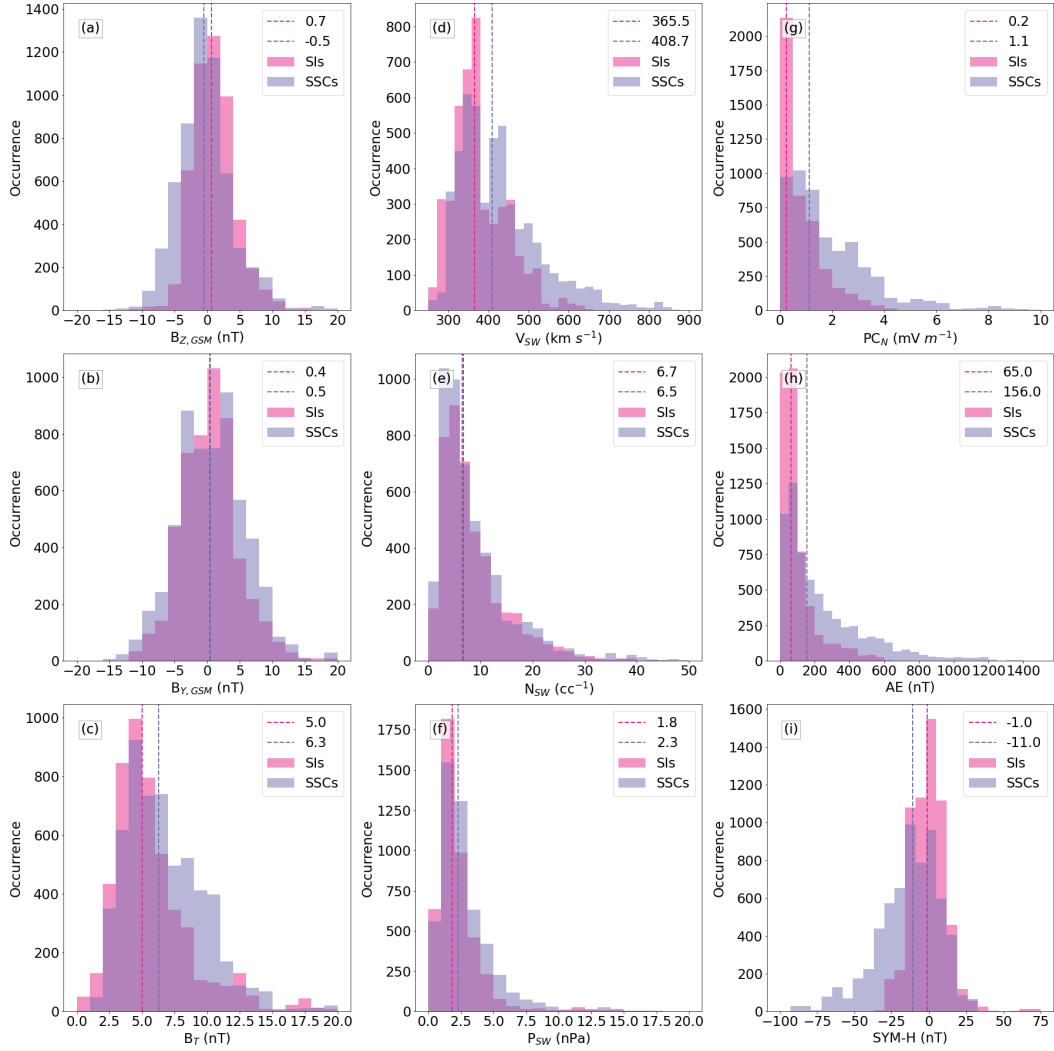 (a)
0.7
-0.5
SIs
SSCs
Occurrence
1400
1200
1000
800
600
400
200
0
−20 −15 −10 −5 0 5 10 15 20
B_{Z,GSM} (nT)
(d)
365.5
408.7
SIs
SSCs
Occurrence
800
700
600
500
400
300
200
100
0
300 400 500 600 700 800 900
V_{SW} (km s^{−1})
(g)
0.2
1.1
SIs
SSCs
Occurrence
2000
1750
1500
1250
1000
750
500
250
0
0 2 4 6 8 10
PC_N (mV m^{−1})
(b)
0.4
0.5
SIs
SSCs
Occurrence
1000
800
600
400
200
0
−20 −15 −10 −5 0 5 10 15 20
B_{Y,GSM} (nT)
(e)
6.7
6.5
SIs
SSCs
Occurrence
1000
800
600
400
200
0
0 10 20 30 40 50
N_{SW} (cc^{−1})
(h)
65.0
156.0
SIs
SSCs
Occurrence
2000
1750
1500
1250
1000
750
500
250
0
0 200 400 600 800 1000 1200 1400
AE (nT)
(c)
5.0
6.3
SIs
SSCs
Occurrence
1000
800
600
400
200
0
0.0 2.5 5.0 7.5 10.0 12.5 15.0 17.5 20.0
B_T (nT)
(f)
1.8
2.3
SIs
SSCs
Occurrence
1750
1500
1250
1000
750
500
250
0
0.0 2.5 5.0 7.5 10.0 12.5 15.0 17.5 20.0
P_{SW} (nPa)
(i)
-1.0
-11.0
SIs
SSCs
Occurrence
1600
1400
1200
1000
800
600
400
200
0
−100 −75 −50 −25 0 25 50 75
SYM-H (nT)